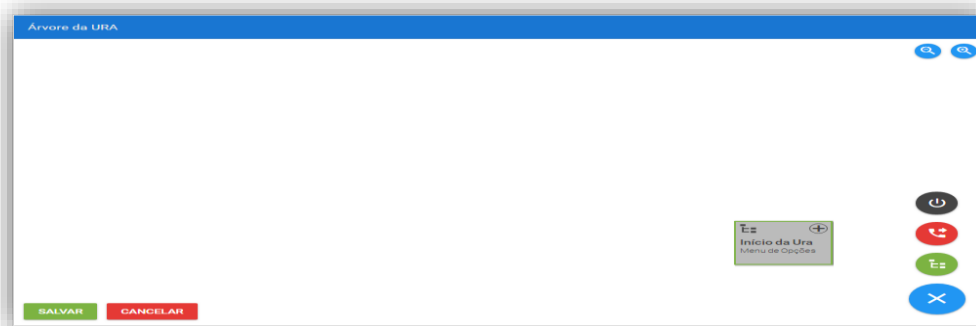 Árvore da URA
Início da Ura
Menu de Opções
SALVAR
CANCELAR